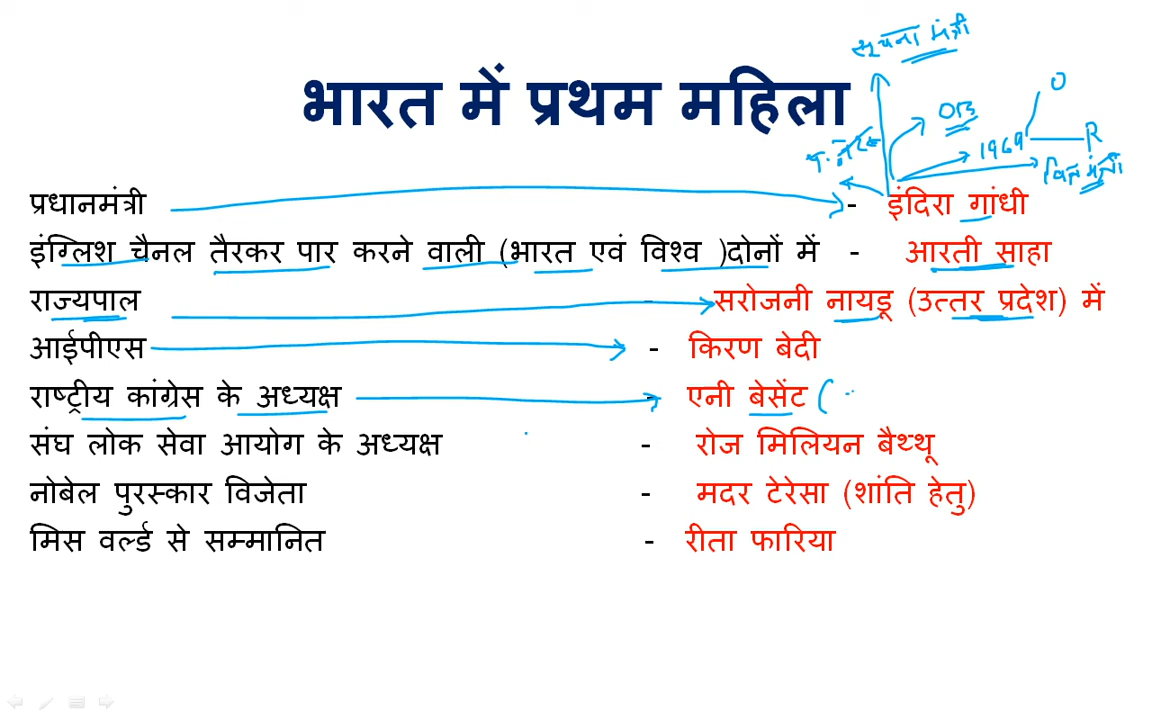 सूचना मंत्री
भारत में प्रथम महिला
1969
O
R
वित्त मंत्री
प्रधानमंत्री - इंदिरा गांधी
इंग्लिश चैनल तैरकर पार करने वाली (भारत एवं विश्व )दोनों में - आरती साहा
राज्यपाल - सरोजनी नायडू (उत्तर प्रदेश) में
आईपीएस - किरण बेदी
राष्ट्रीय कांग्रेस के अध्यक्ष - एनी बेसेंट (
संघ लोक सेवा आयोग के अध्यक्ष - रोज मिलियन बैथ्थू
नोबेल पुरस्कार विजेता - मदर टेरेसा (शांति हेतु)
मिस वर्ल्ड से सम्मानित - रीता फारिया